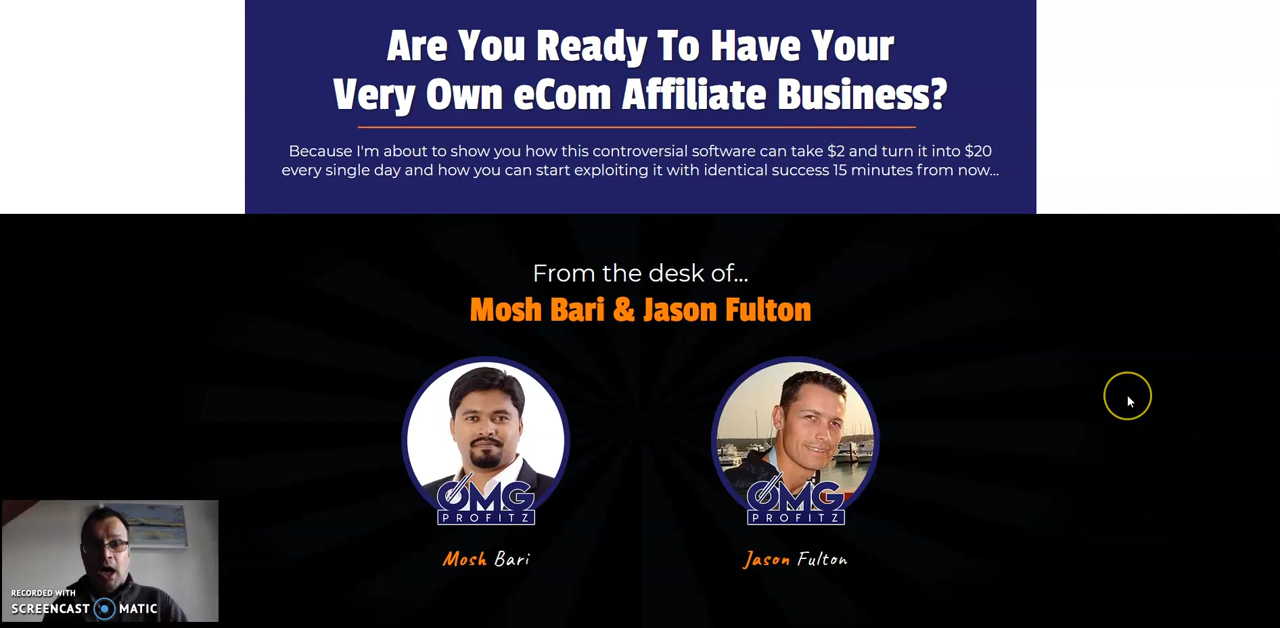 Are You Ready To Have Your
Very Own eCom Affiliate Business?
Because I'm about to show you how this controversial software can take $2 and turn it into $20
every single day and how you can start exploiting it with identical success 15 minutes from now...
From the desk of...
Mosh Bari & Jason Fulton
OMG
PROFITZ
OMG
PROFITZ
Mosh Bari
Jason Fulton
RECORDED WITH
SCREENCAST MATIC